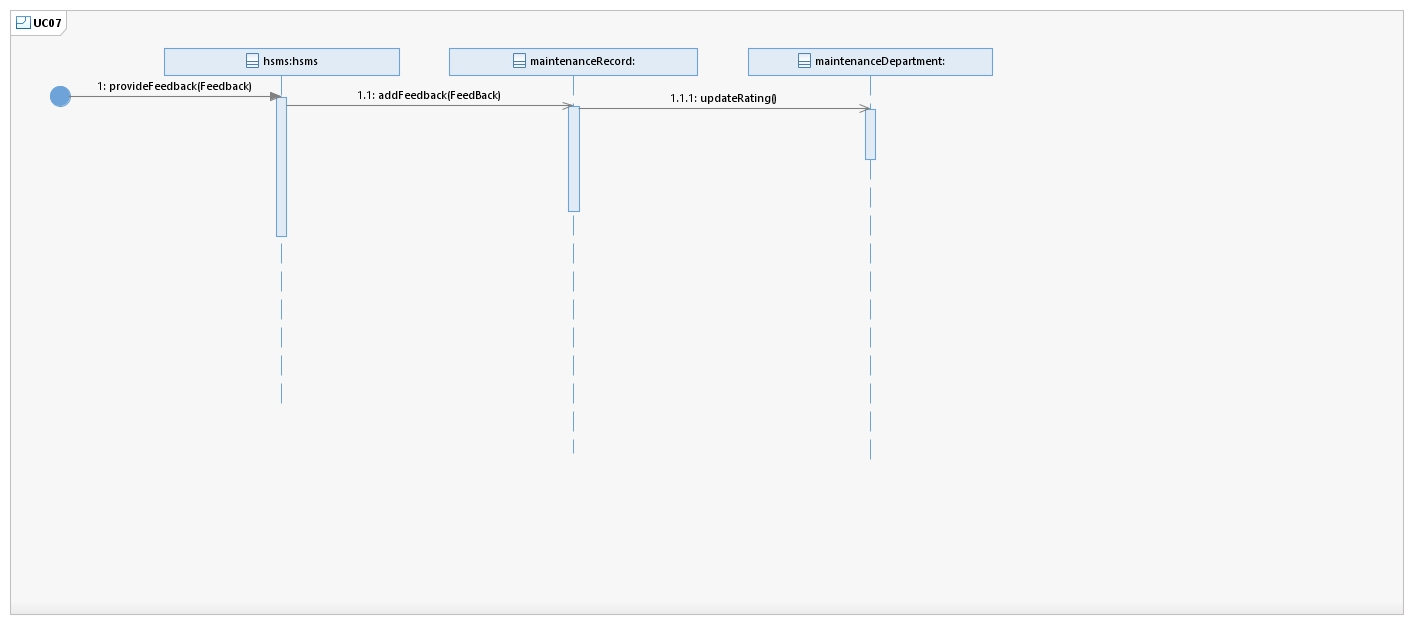 UC07
hsms:hsms
maintenanceRecord:
maintenanceDepartment:
1: provideFeedback(Feedback)
1.1: addFeedback(FeedBack)
1.1.1: updateRating()